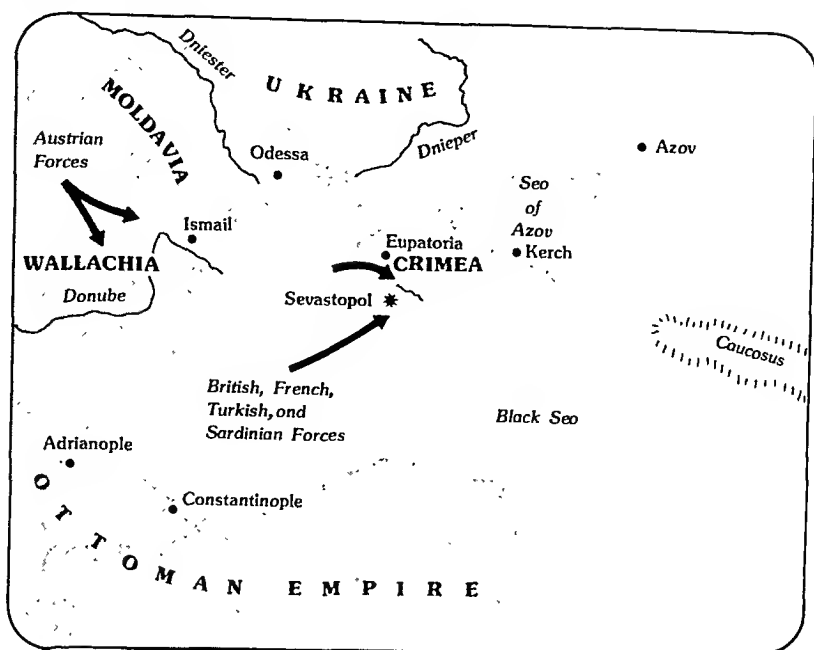 Dniester
UKRAINE
MOLDAVIA
Austrian
Forces
Odessa
Dnieper
Azov
Seo
of
Azov
Ismail
Eupatoria
Kerch
WALLACHIA
CRIMEA
Donube
Sevastopol
Caucosus
British, French,
Turkish, ond
Sardinian Forces
Black Seo
Adrianople
Constantinople
OTTOMAN EMPIRE